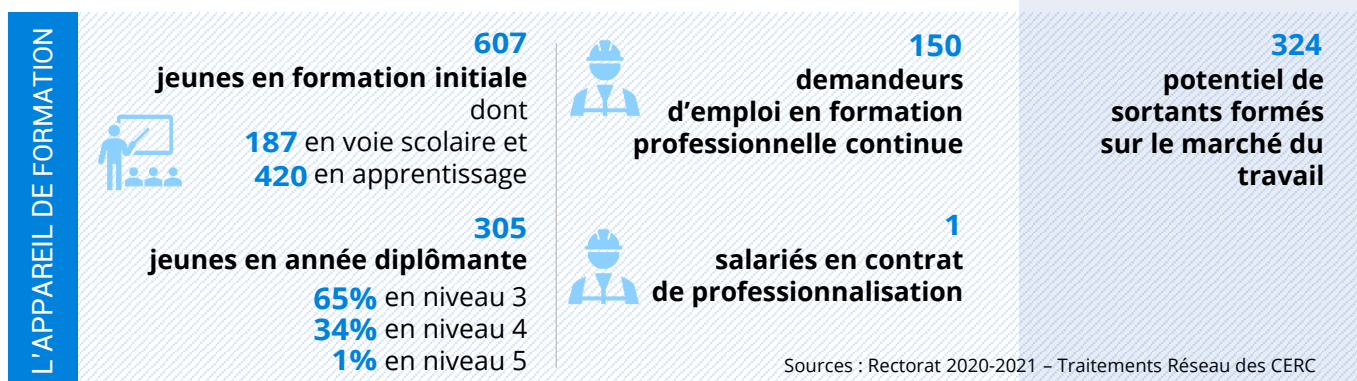 L'APPAREIL DE FORMATION
607
jeunes en formation initiale
dont
187 en voie scolaire et
420 en apprentissage
305
jeunes en année diplômante
65% en niveau 3
34% en niveau 4
1% en niveau 5
150
demandeurs
d’emploi en formation
professionnelle continue
1
salariés en contrat
de professionnalisation
324
potentiel de
sortants formés
sur le marché du
travail
Sources : Rectorat 2020-2021 – Traitements Réseau des CERC